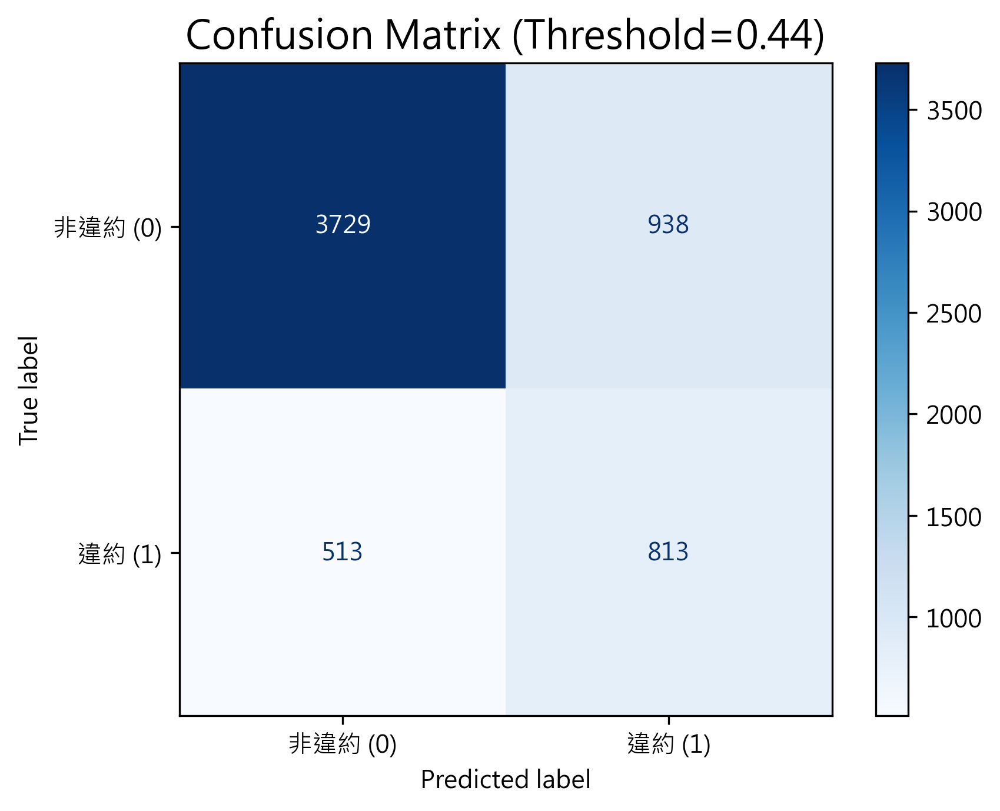 Confusion Matrix (Threshold=0.44)
非違約 (0)
3729
938
違約 (1)
513
813
非違約 (0)
違約 (1)
True label
Predicted label
3500
3000
2500
2000
1500
1000